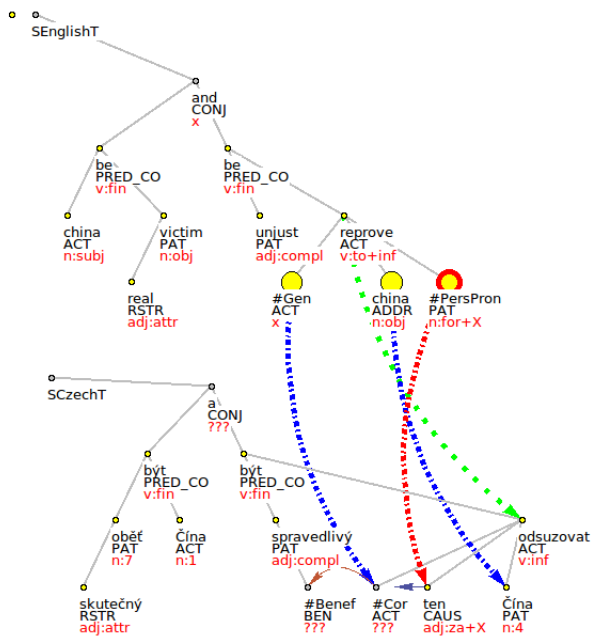 SEnglishT
and
CONJ
x
be
PRED_CO
v:fin
be
PRED_CO
v:fin
china
ACT
n:subj
victim
PAT
n:obj
unjust
PAT
adj:compl
reprove
ACT
v:to+inf
real
RSTR
adj:attr
#Gen
ACT
x
china
ADDR
n:obj
#PersPron
PAT
n:for+X
SCzechT
a
CONJ
???
být
PRED_CO
v:fin
být
PRED_CO
v:fin
oběť
PAT
n:7
Čína
ACT
n:1
spravedlivý
PAT
adj:compl
odsuzovat
ACT
v:inf
skutečný
RSTR
adj:attr
#Benef
BEN
???
#Cor
ACT
???
ten
CAUS
adj:za+X
Čína
PAT
n:4